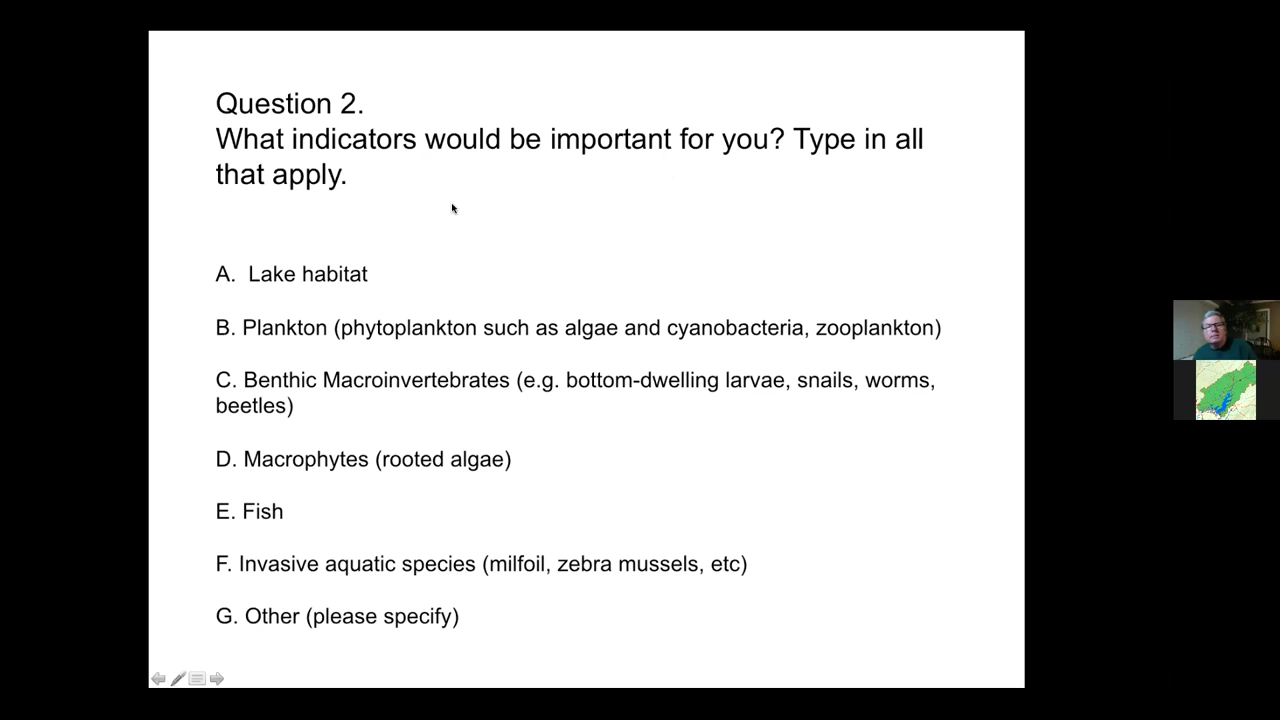 Question 2.
What indicators would be important for you? Type in all
that apply.
A.  Lake habitat
B. Plankton (phytoplankton such as algae and cyanobacteria, zooplankton)
C. Benthic Macroinvertebrates (e.g. bottom-dwelling larvae, snails, worms,
beetles)
D. Macrophytes (rooted algae)
E. Fish
F. Invasive aquatic species (milfoil, zebra mussels, etc)
G. Other (please specify)